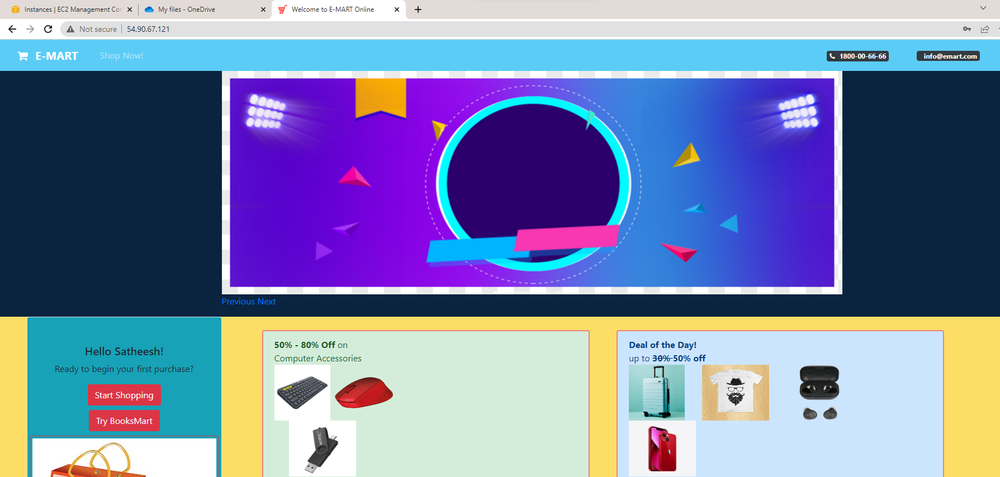 Instances | EC2 Management Cor
My files - OneDrive
Welcome to E-MART Online
Not secure
54.90.67.121
E-MART
Shop Now!
1800-00-66-66
info@emart.com
Previous Next
Hello Satheesh!
Ready to begin your first purchase?
Start Shopping
Try BooksMart
50% - 80% Off on
Computer Accessories
Deal of the Day!
up to 30% 50% off